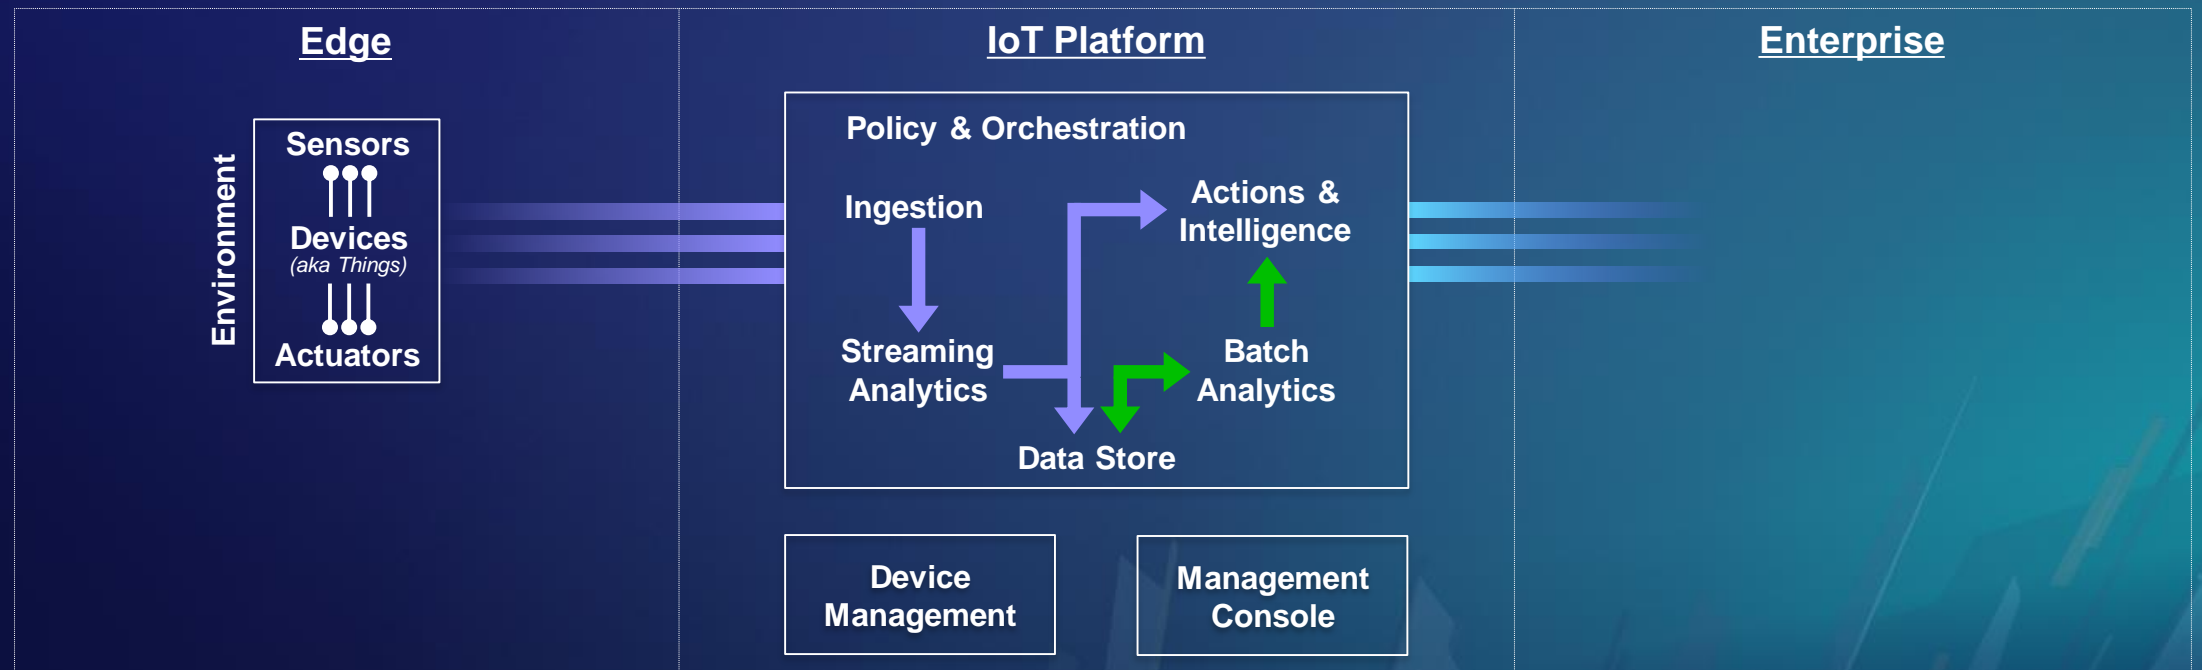 Edge
IoT Platform
Enterprise
Environment
Sensors
Devices
(aka Things)
Actuators
Policy & Orchestration
Ingestion
Streaming
Analytics
Actions &
Intelligence
Batch
Analytics
Data Store
Device
Management
Management
Console